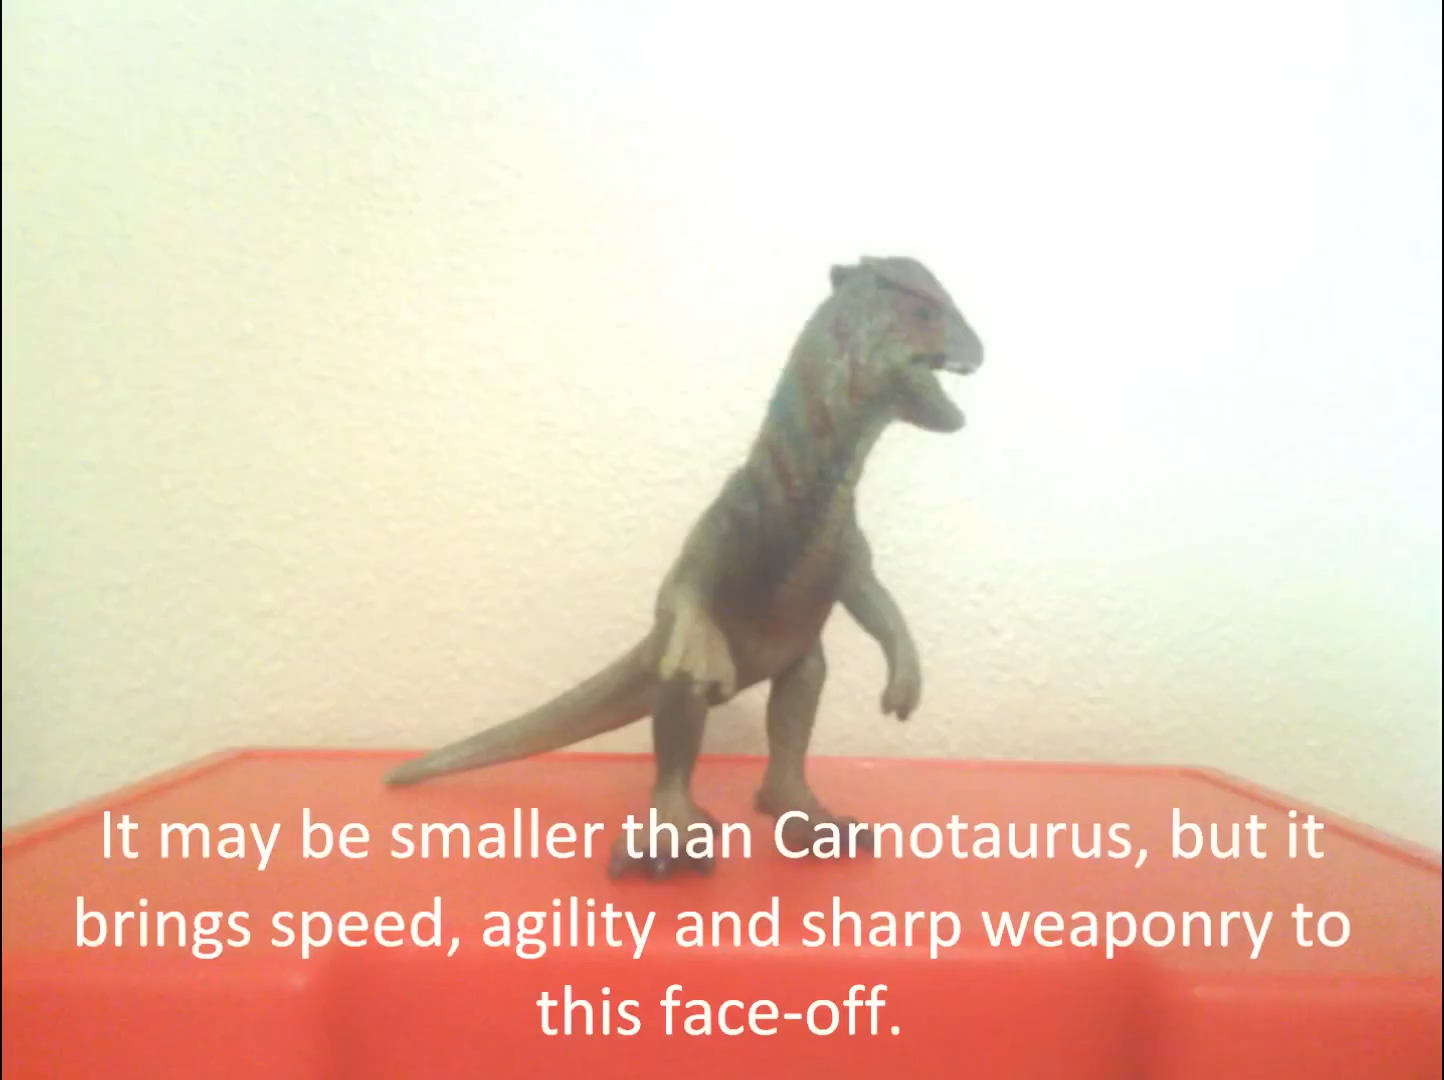 It may be smaller than Carnotaurus, but it
brings speed, agility and sharp weaponry to
this face-off.